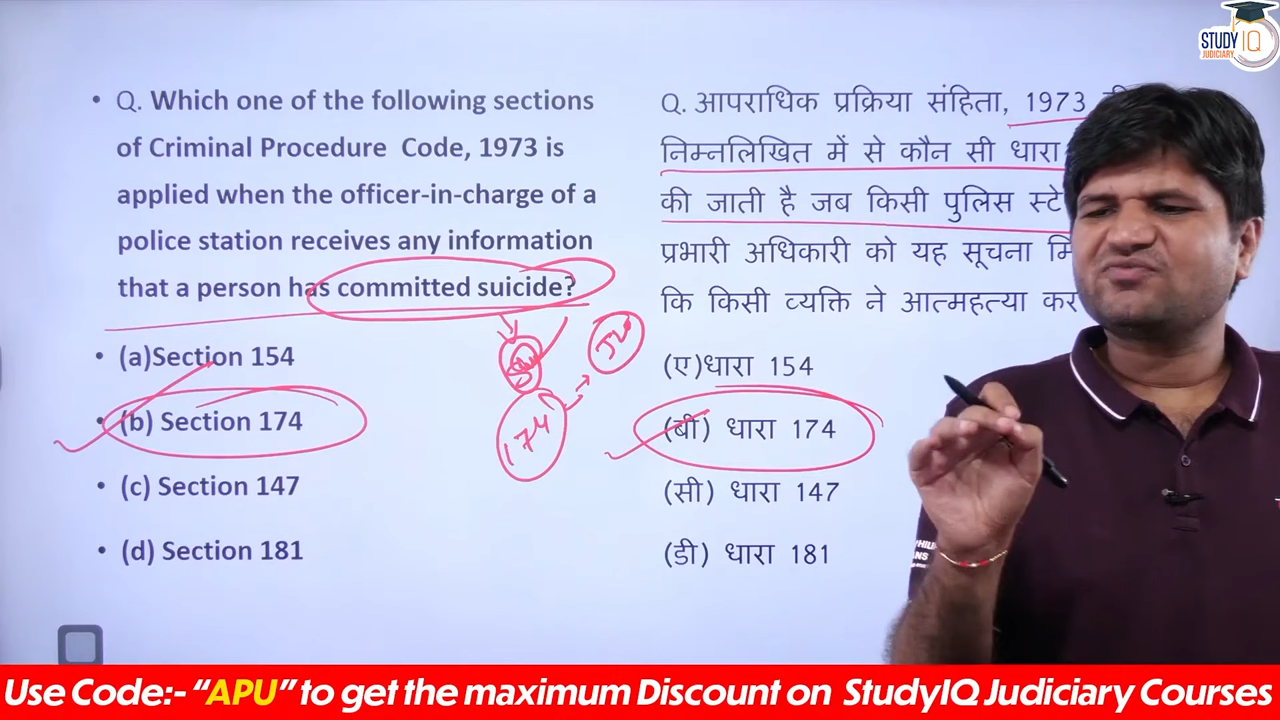 STUDY IQ
JUDICIARY
• Q. Which one of the following sections
of Criminal Procedure Code, 1973 is
applied when the officer-in-charge of a
police station receives any information
that a person has committed suicide?
• (a)Section 154
• (b) Section 174
• (c) Section 147
• (d) Section 181
174
Q. आपराधिक प्रक्रिया संहिता, 1973
निम्नलिखित में से कौन सी धारा
की जाती है जब किसी पुलिस
प्रभारी अधिकारी को यह सूचना
कि किसी व्यक्ति ने आत्महत्या कर
(ए)धारा 154
(बी) धारा 174
(सी) धारा 147
(डी) धारा 181
Use Code:- “APU” to get the maximum Discount on StudyIQ Judiciary Courses